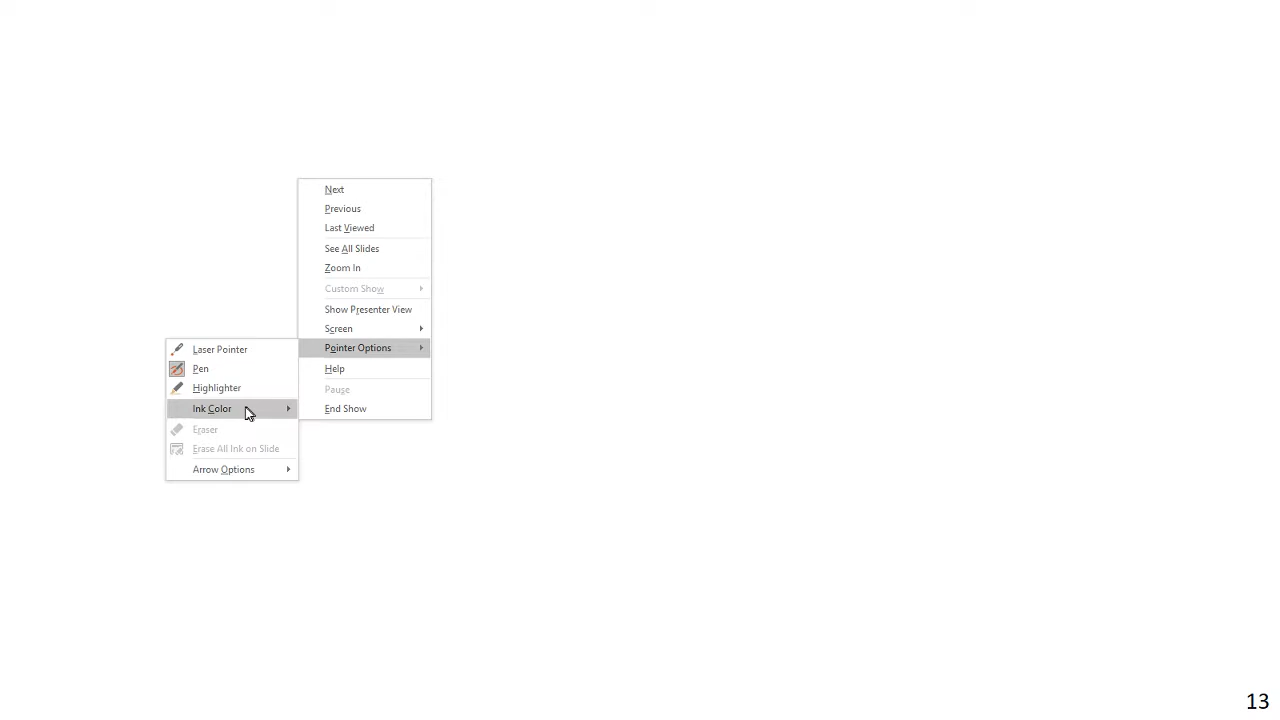 Next
Previous
Last Viewed
See All Slides
Zoom In
Custom Show
Show Presenter View
Screen
Pointer Options
Help
Pause
End Show
Laser Pointer
Pen
Highlighter
Ink Color
Eraser
Erase All Ink on Slide
Arrow Options
13